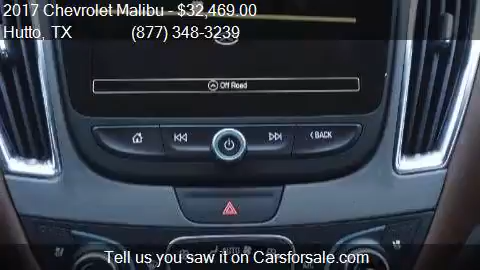 2017 Chevrolet Malibu - $32,469.00
Hutto, TX (877) 348-3239
Off Road
BACK
AUTO
Tell us you saw it on Carsforsale.com